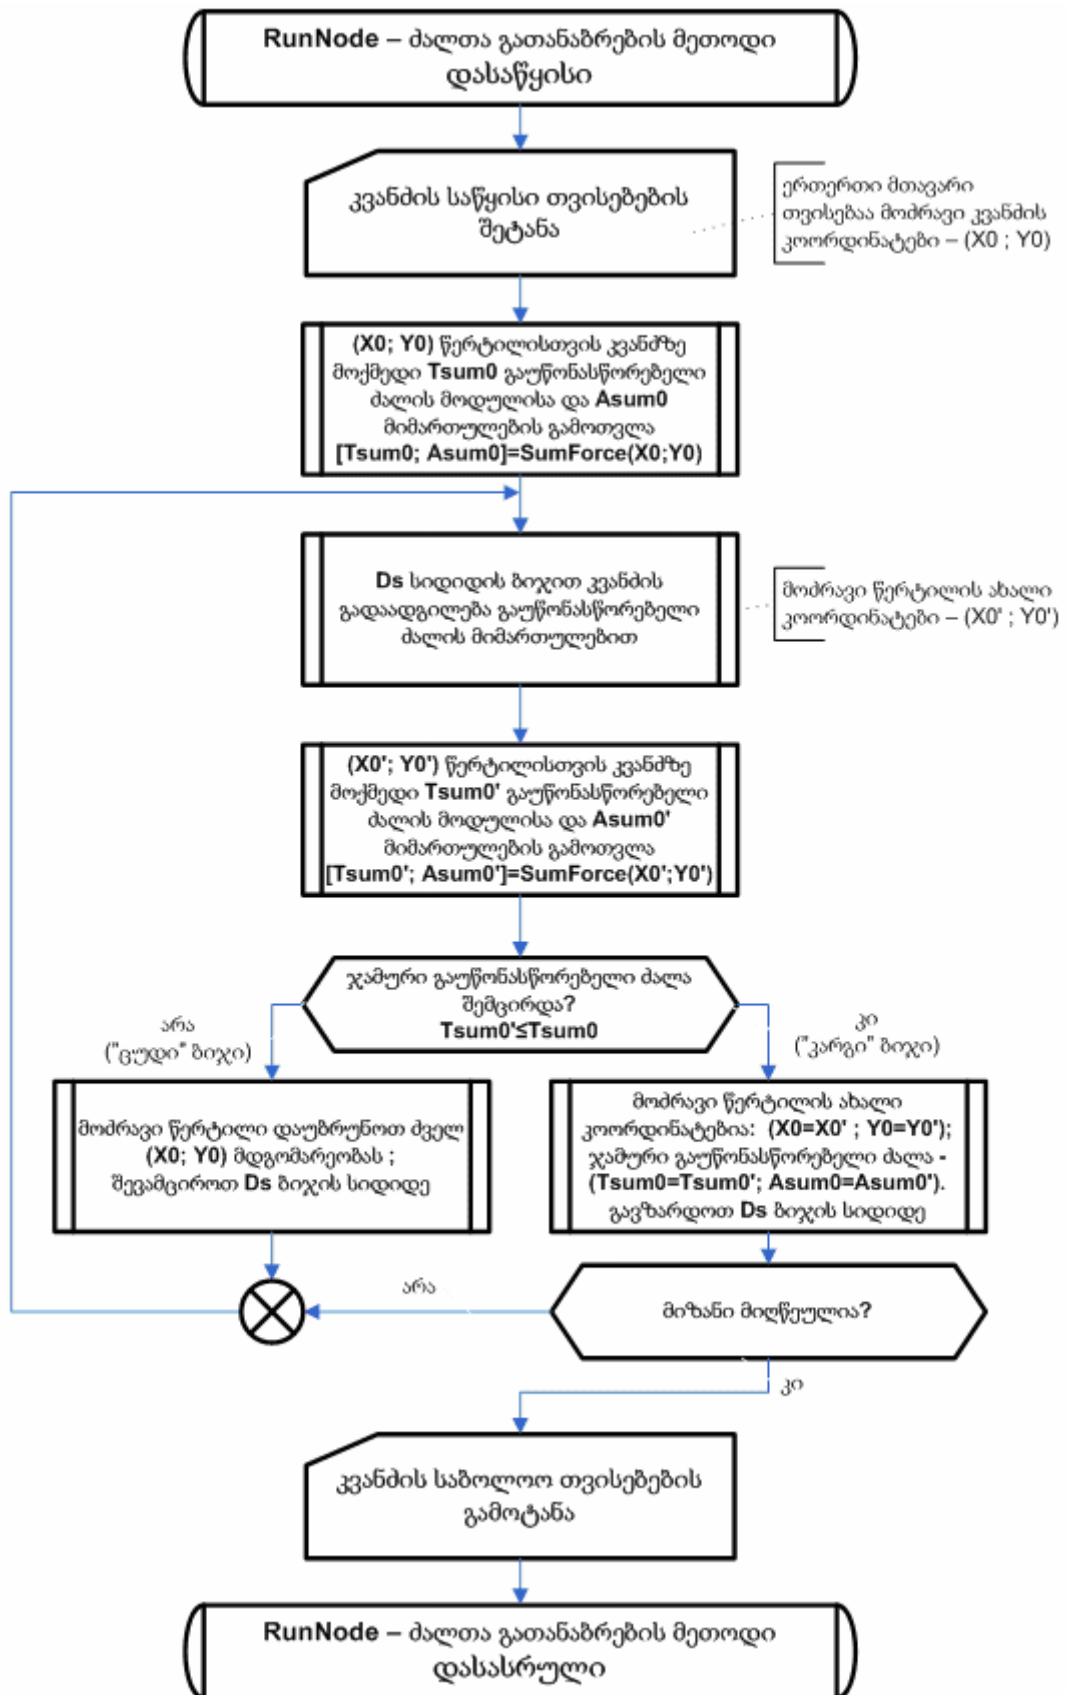 RunNode – ძალთა გათანაბრების მეთოდი
დასაწყისი
კვანძის საწყისი თვისებების
შეტანა
ერთერთი მთავარი
თვისებაა მოძრავი კვანძის
კოორდინატები – (X0 ; Y0)
(X0; Y0) წერტილისთვის კვანძზე
მოქმედი Tsum0 გაუწონასწორებელი
ძალის მოდულისა და Asum0
მიმართულების გამოთვლა
[Tsum0; Asum0]=SumForce(X0;Y0)
Ds სიდიდის ბიჯით კვანძის
გადაადგილება გაუწონასწორებელი
ძალის მიმართულებით
მოძრავი წერტილის ახალი
კოორდინატები – (X0' ; Y0')
(X0'; Y0') წერტილისთვის კვანძზე
მოქმედი Tsum0' გაუწონასწორებელი
ძალის მოდულისა და Asum0'
მიმართულების გამოთვლა
[Tsum0'; Asum0']=SumForce(X0';Y0')
ჯამური გაუწონასწორებელი ძალა
შემცირდა?
Tsum0'≤Tsum0
არა
("ცუდი" ბიჯი)
კი
("კარგი" ბიჯი)
მოძრავი წერტილი დაუბრუნოთ ძველ
(X0; Y0) მდგომარეობას ;
შევამციროთ Ds ბიჯის სიდიდე
მოძრავი წერტილის ახალი
კოორდინატებია: (X0=X0' ; Y0=Y0');
ჯამური გაუწონასწორებელი ძალა -
(Tsum0=Tsum0'; Asum0=Asum0').
გავზარდოთ Ds ბიჯის სიდიდე
არა
მიზანი მიღწეულია?
კი
კვანძის საბოლოო თვისებების
გამოტანა
RunNode – ძალთა გათანაბრების მეთოდი
დასასრული